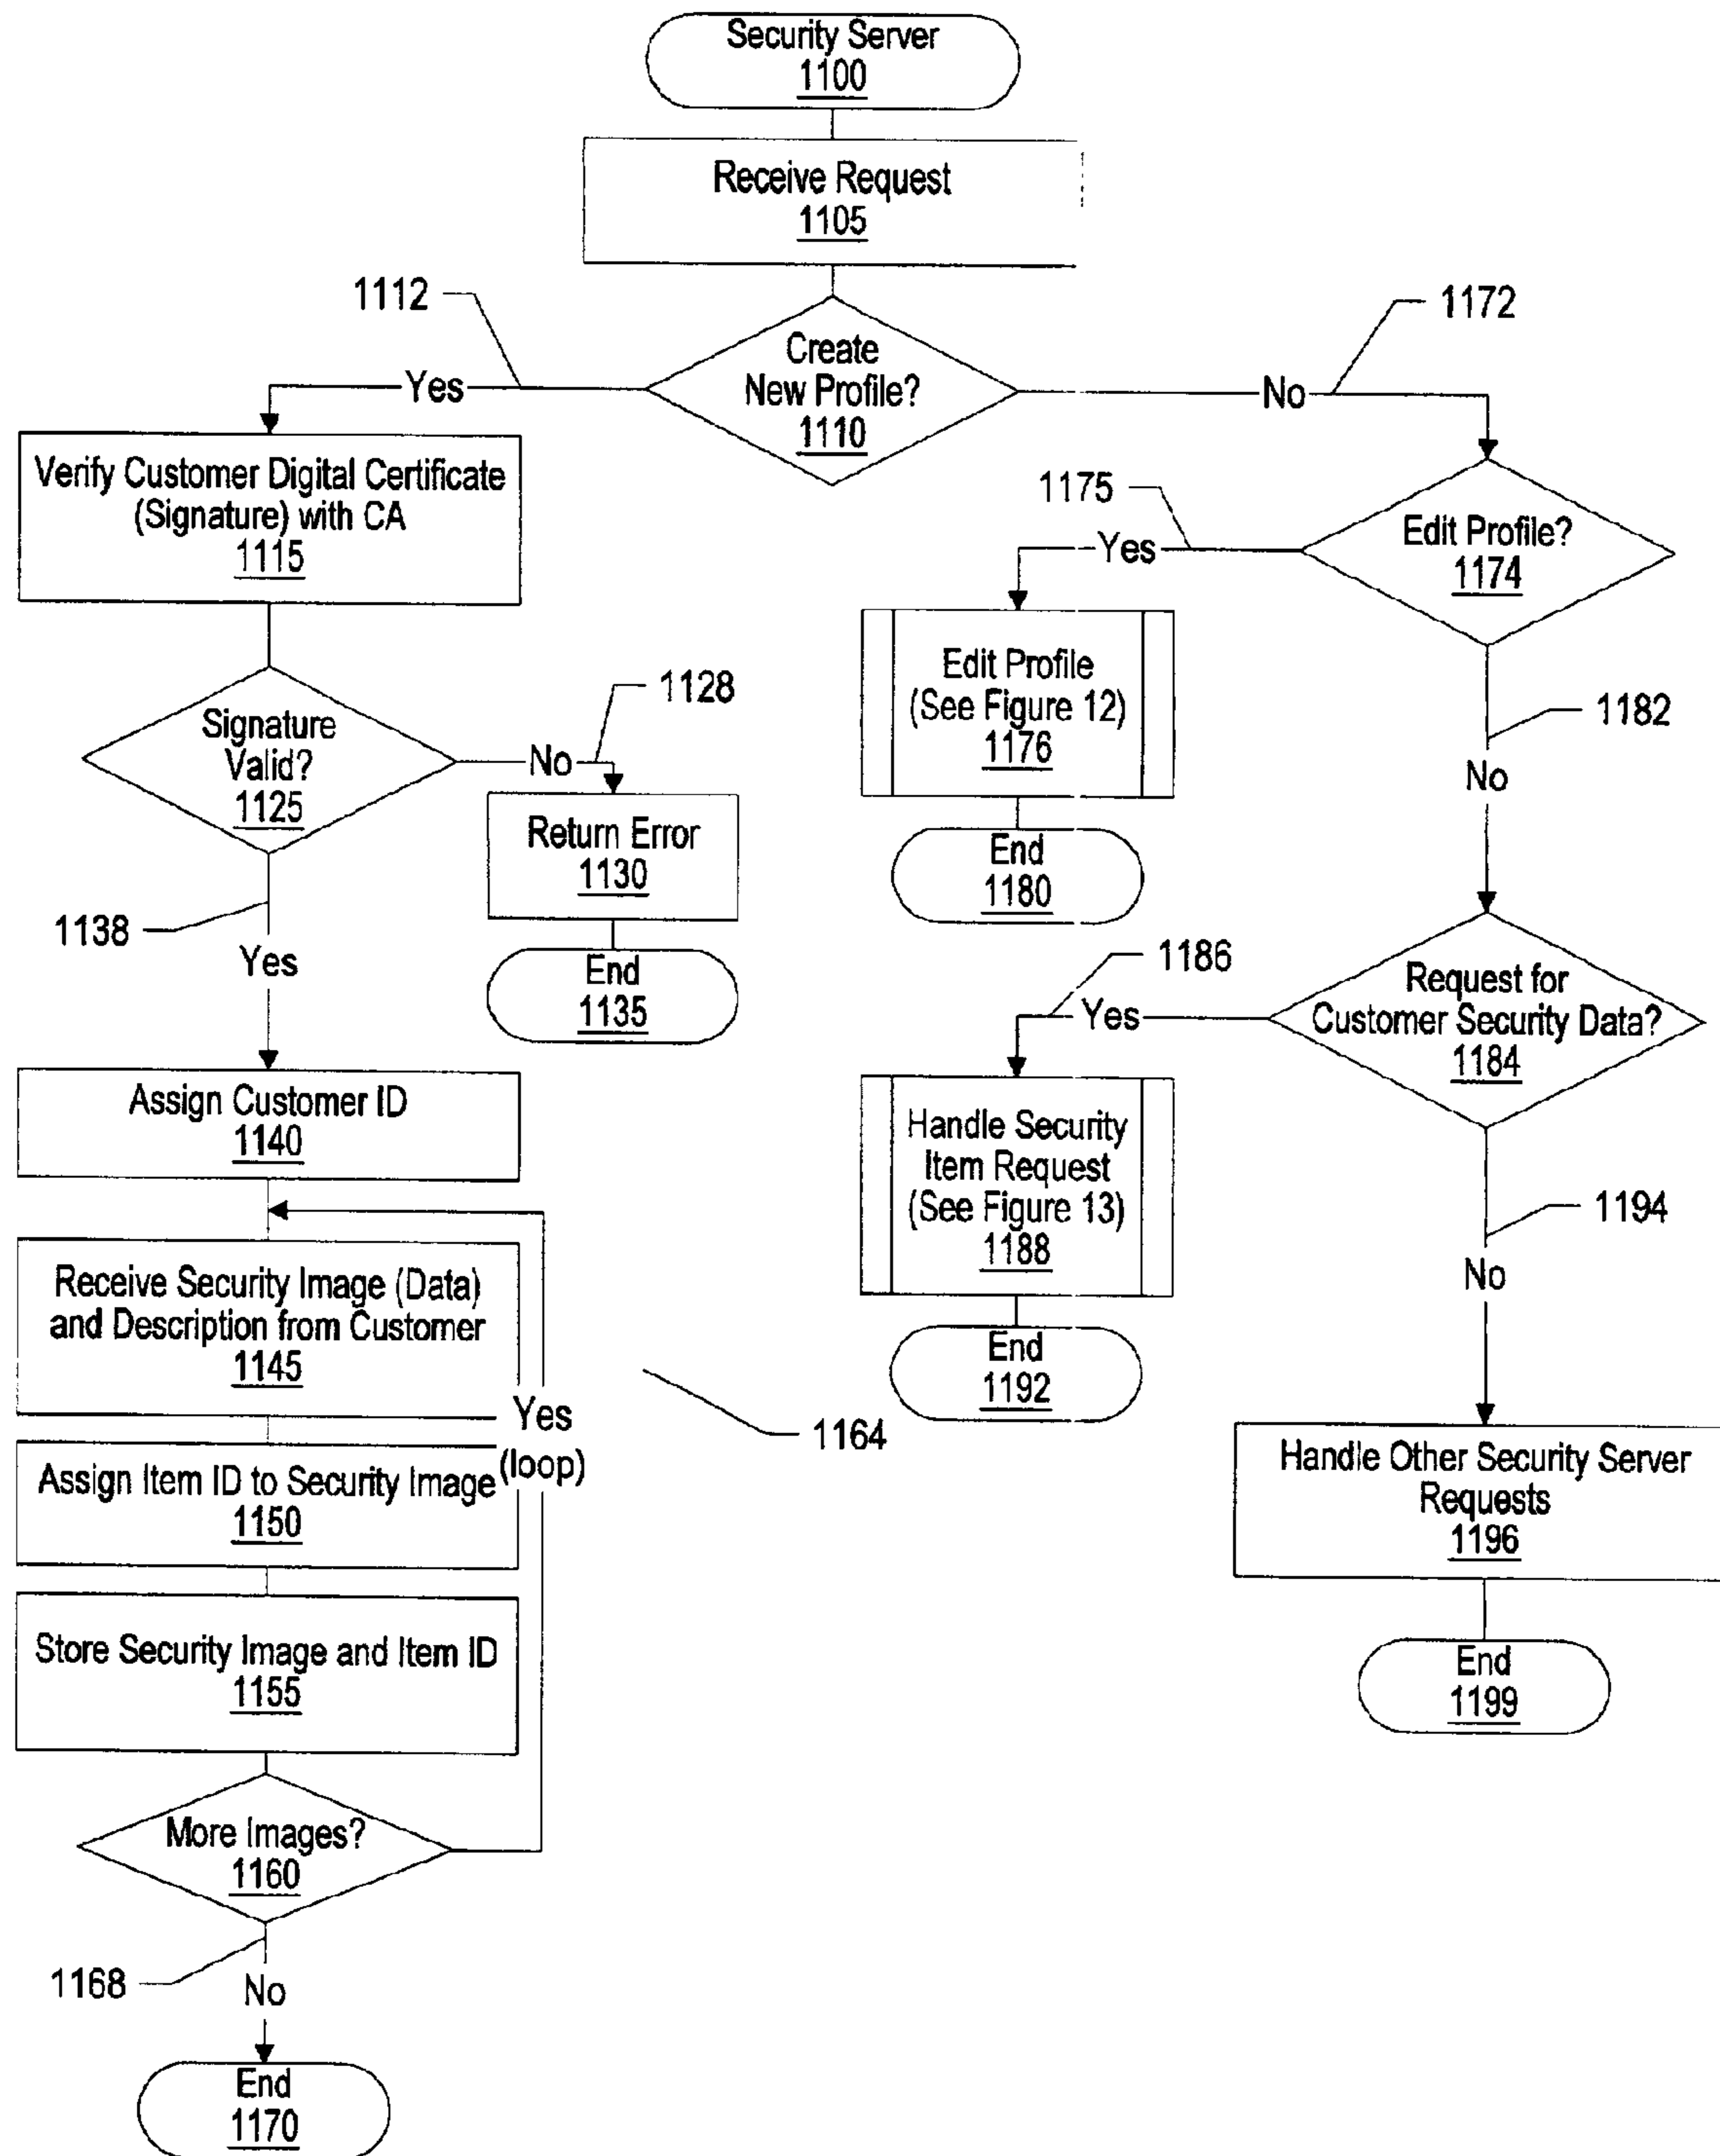 Security Server
1100
Receive Request
1105
1112
1172
Create
New Profile?
1110
Yes
No
Verify Customer Digital Certificate
(Signature) with CA
1115
1175
Edit Profile?
1174
Yes
Edit Profile
(See Figure 12)
1176
1128
1182
Signature
Valid?
1125
No
No
Return Error
1130
End
1180
1138
Yes
End
1135
1186
Request for
Customer Security Data?
1184
Yes
Assign Customer ID
1140
Handle Security
Item Request
(See Figure 13)
1188
1194
No
Receive Security Image (Data)
and Description from Customer
1145
End
1192
Yes
(loop)
1164
Assign Item ID to Security Image
1150
Handle Other Security Server
Requests
1196
Store Security Image and Item ID
1155
End
1199
More Images?
1160
1168
No
End
1170